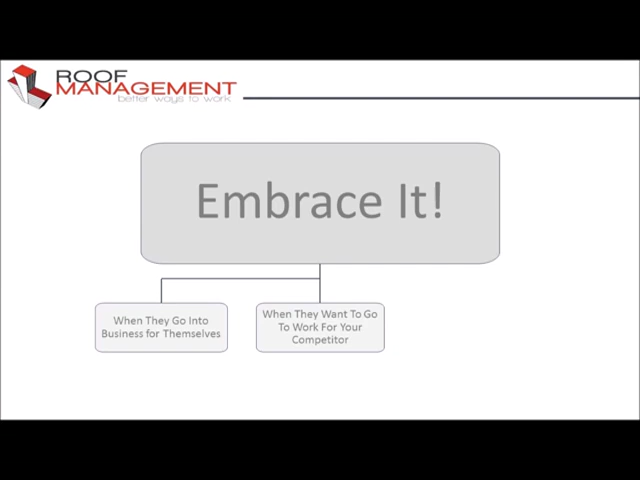 ROOF
MANAGEMENT
better ways to work
Embrace It!
When They Go Into
Business for Themselves
When They Want To Go
To Work For Your
Competitor